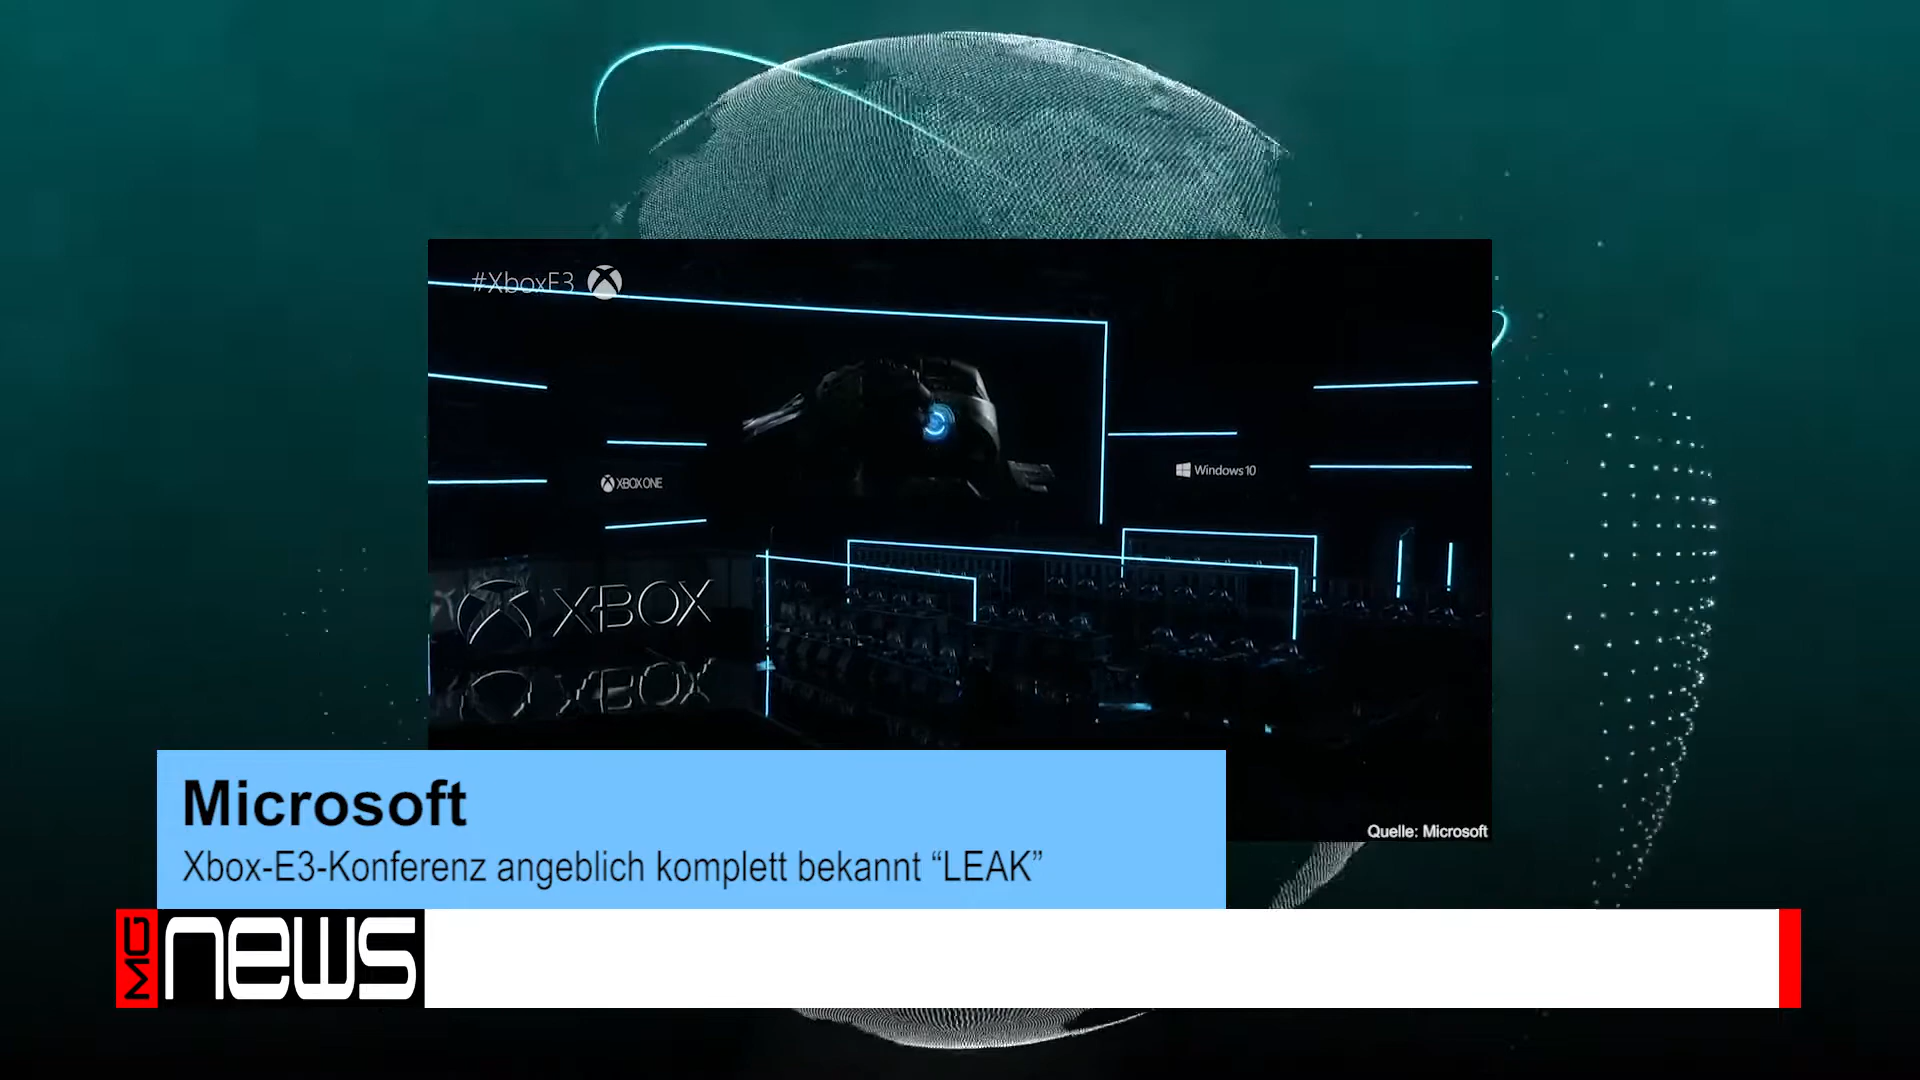 #XboxE3
XBOX ONE
Windows 10
XBOX
Quelle: Microsoft
Microsoft
Xbox-E3-Konferenz angeblich komplett bekannt “LEAK”
MG news